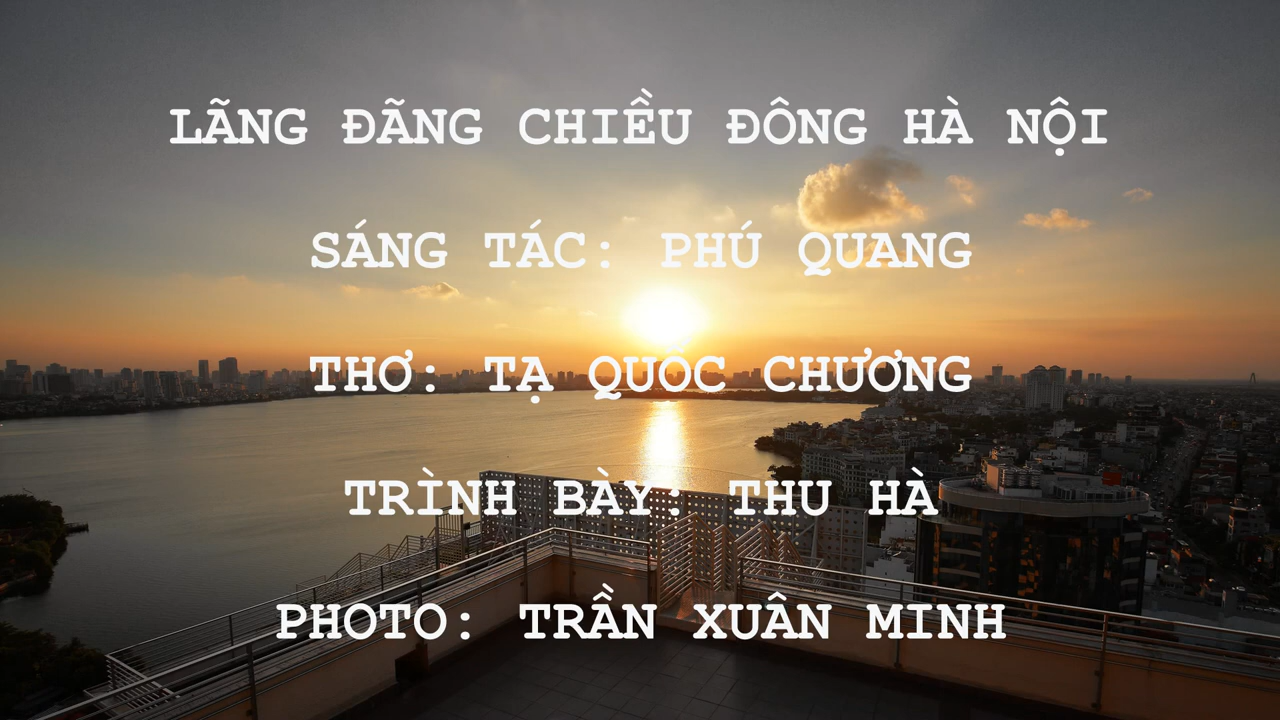 LÃNG ĐÃNG CHIỀU ĐÔNG HÀ NỘI
SÁNG TÁC: PHÚ QUANG
THƠ: TẠ QUỐC CHƯƠNG
TRÌNH BÀY: THU HÀ
PHOTO: TRẦN XUÂN MINH